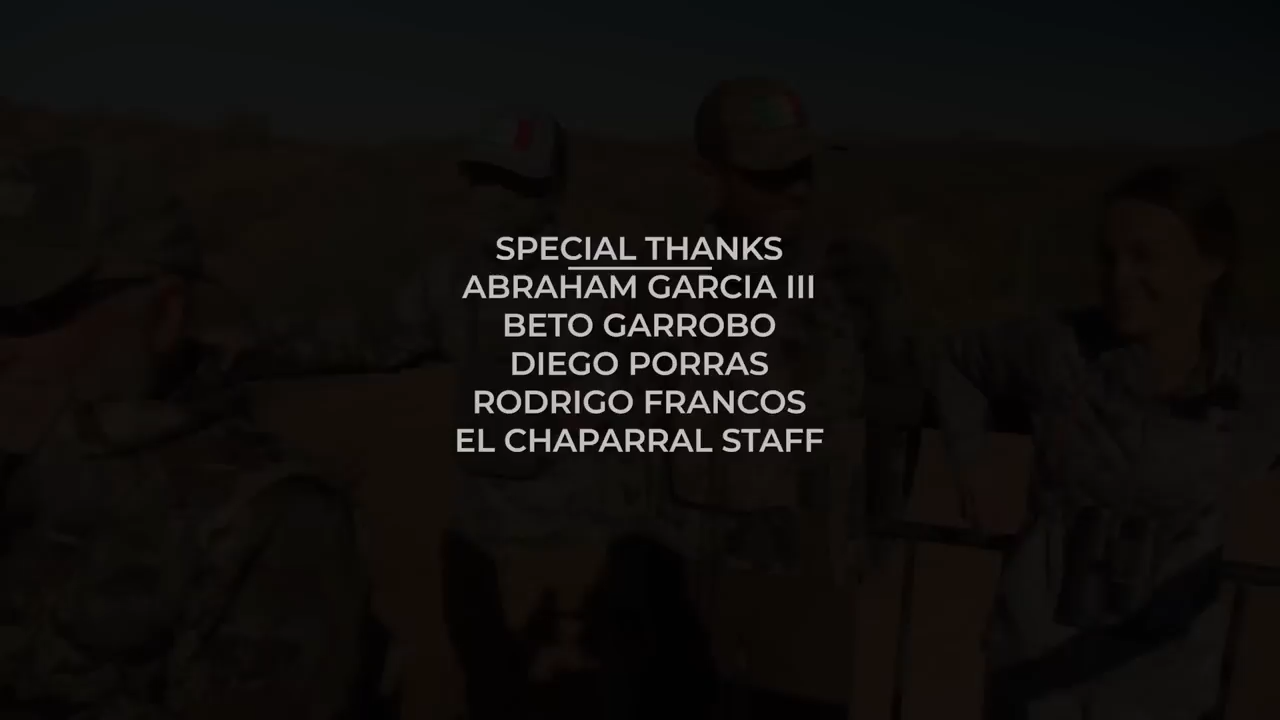 SPECIAL THANKS
ABRAHAM GARCIA III
BETO GARROBO
DIEGO PORRAS
RODRIGO FRANCOS
EL CHAPARRAL STAFF